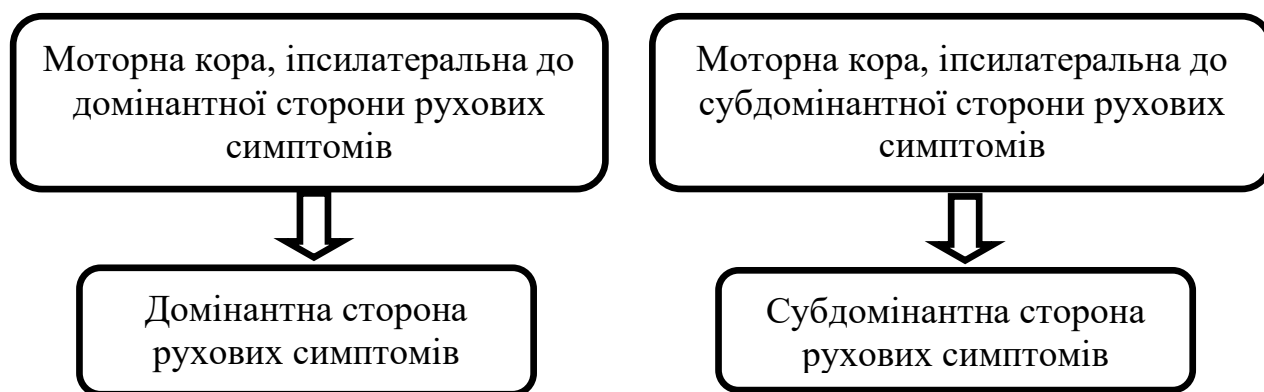 Моторна кора, іпсилатеральна до
домінантної сторони рухових
симптомів
Моторна кора, іпсилатеральна до
субдомінантної сторони рухових
симптомів
Домінантна сторона
рухових симптомів
Субдомінантна сторона
рухових симптомів